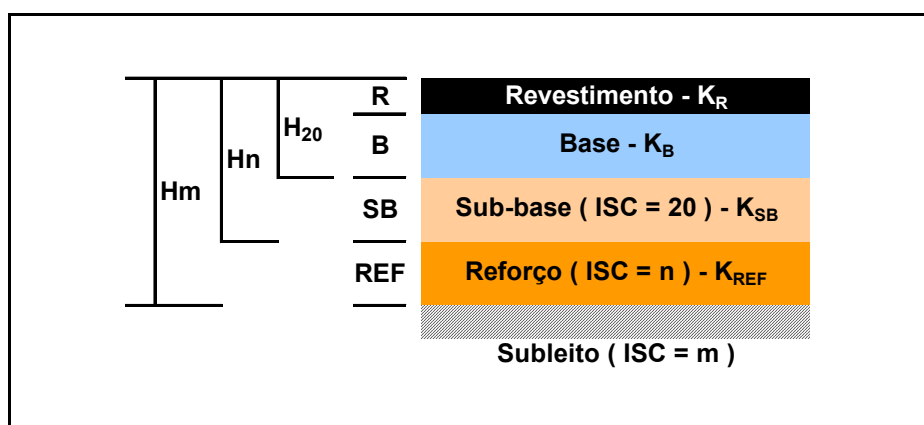 R
Revestimento - KR
H20
B
Base - KB
Hn
Hm
SB
Sub-base ( ISC = 20 ) - KSB
REF
Reforço ( ISC = n ) - KREF
Subleito ( ISC = m )